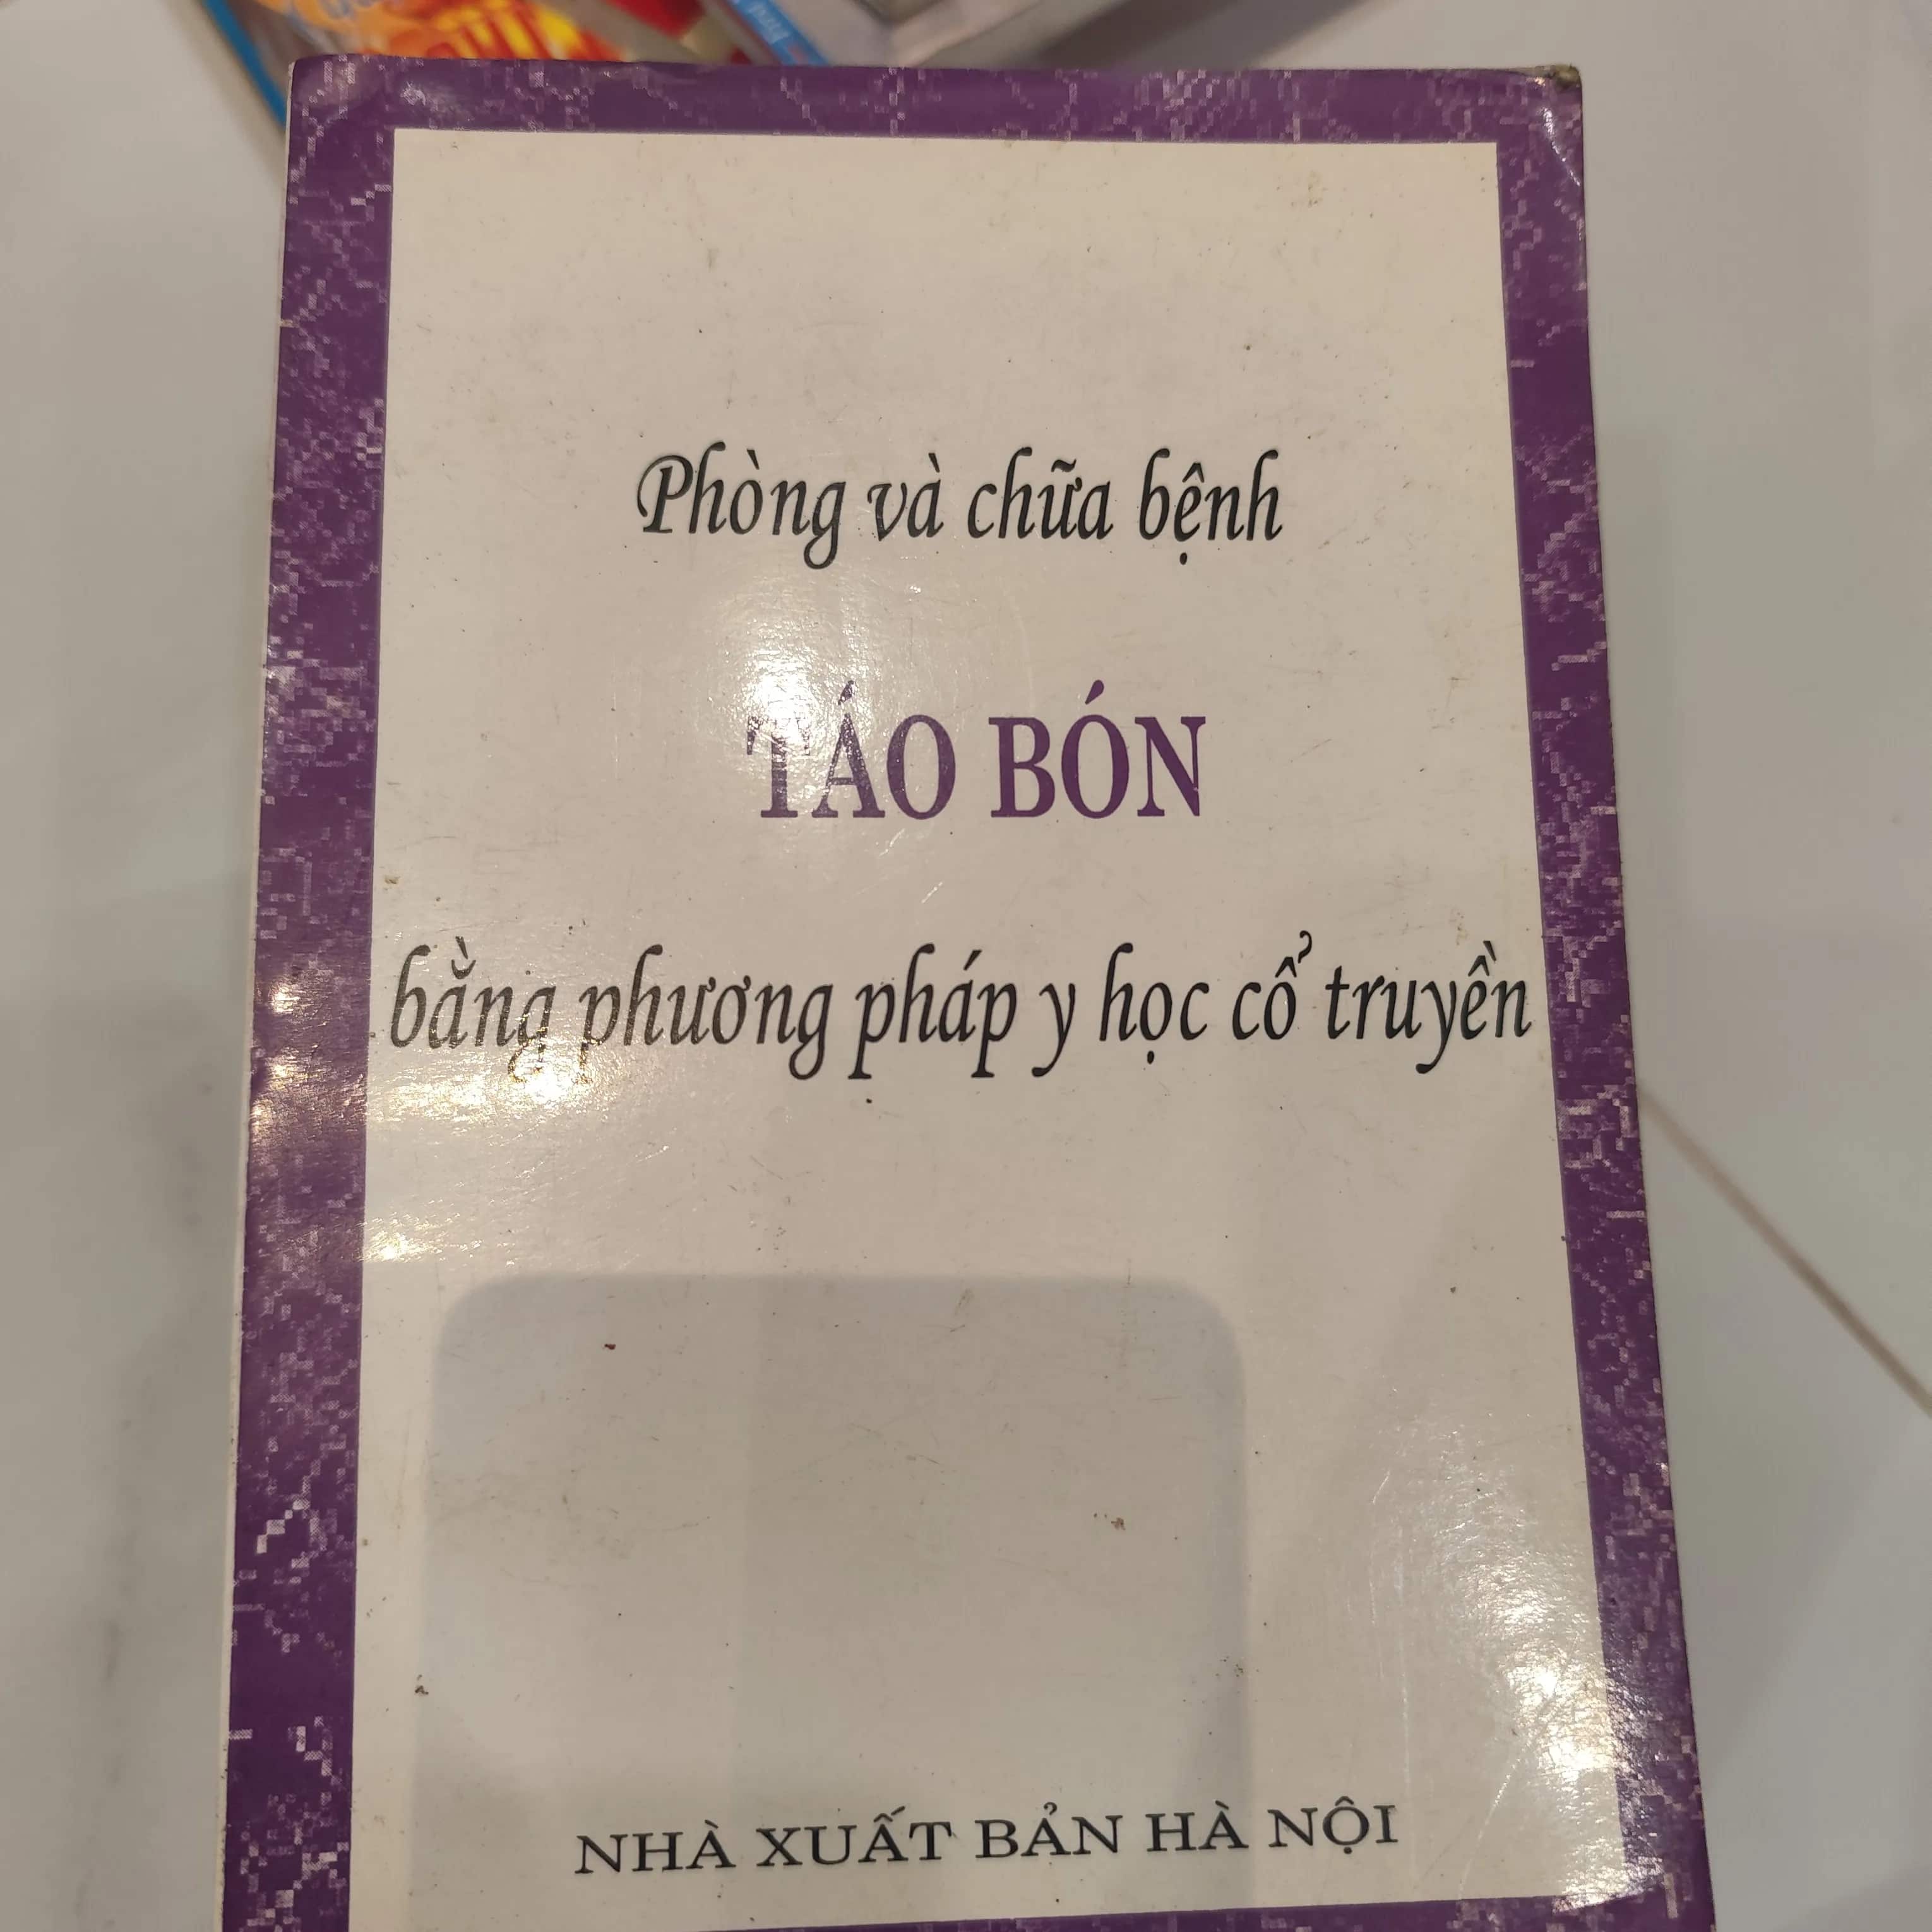 Phòng và chữa bệnh
TÁO BÓN
bằng phương pháp y học cổ truyền
NHÀ XUẤT BẢN HÀ NỘI